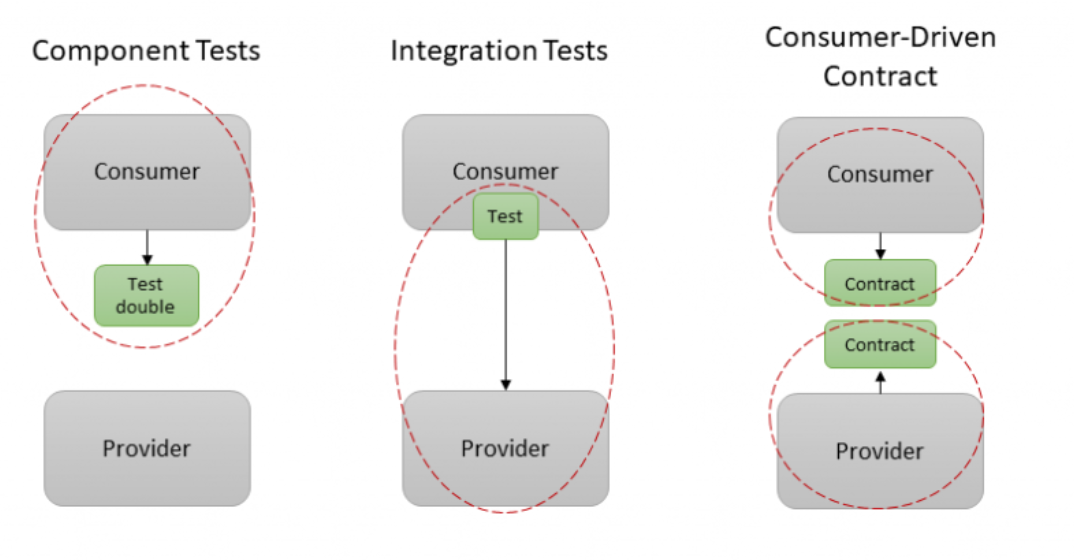 Component Tests
Consumer
Test
double
Provider
Integration Tests
Consumer
Test
Provider
Consumer-Driven
Contract
Consumer
Contract
Contract
Provider